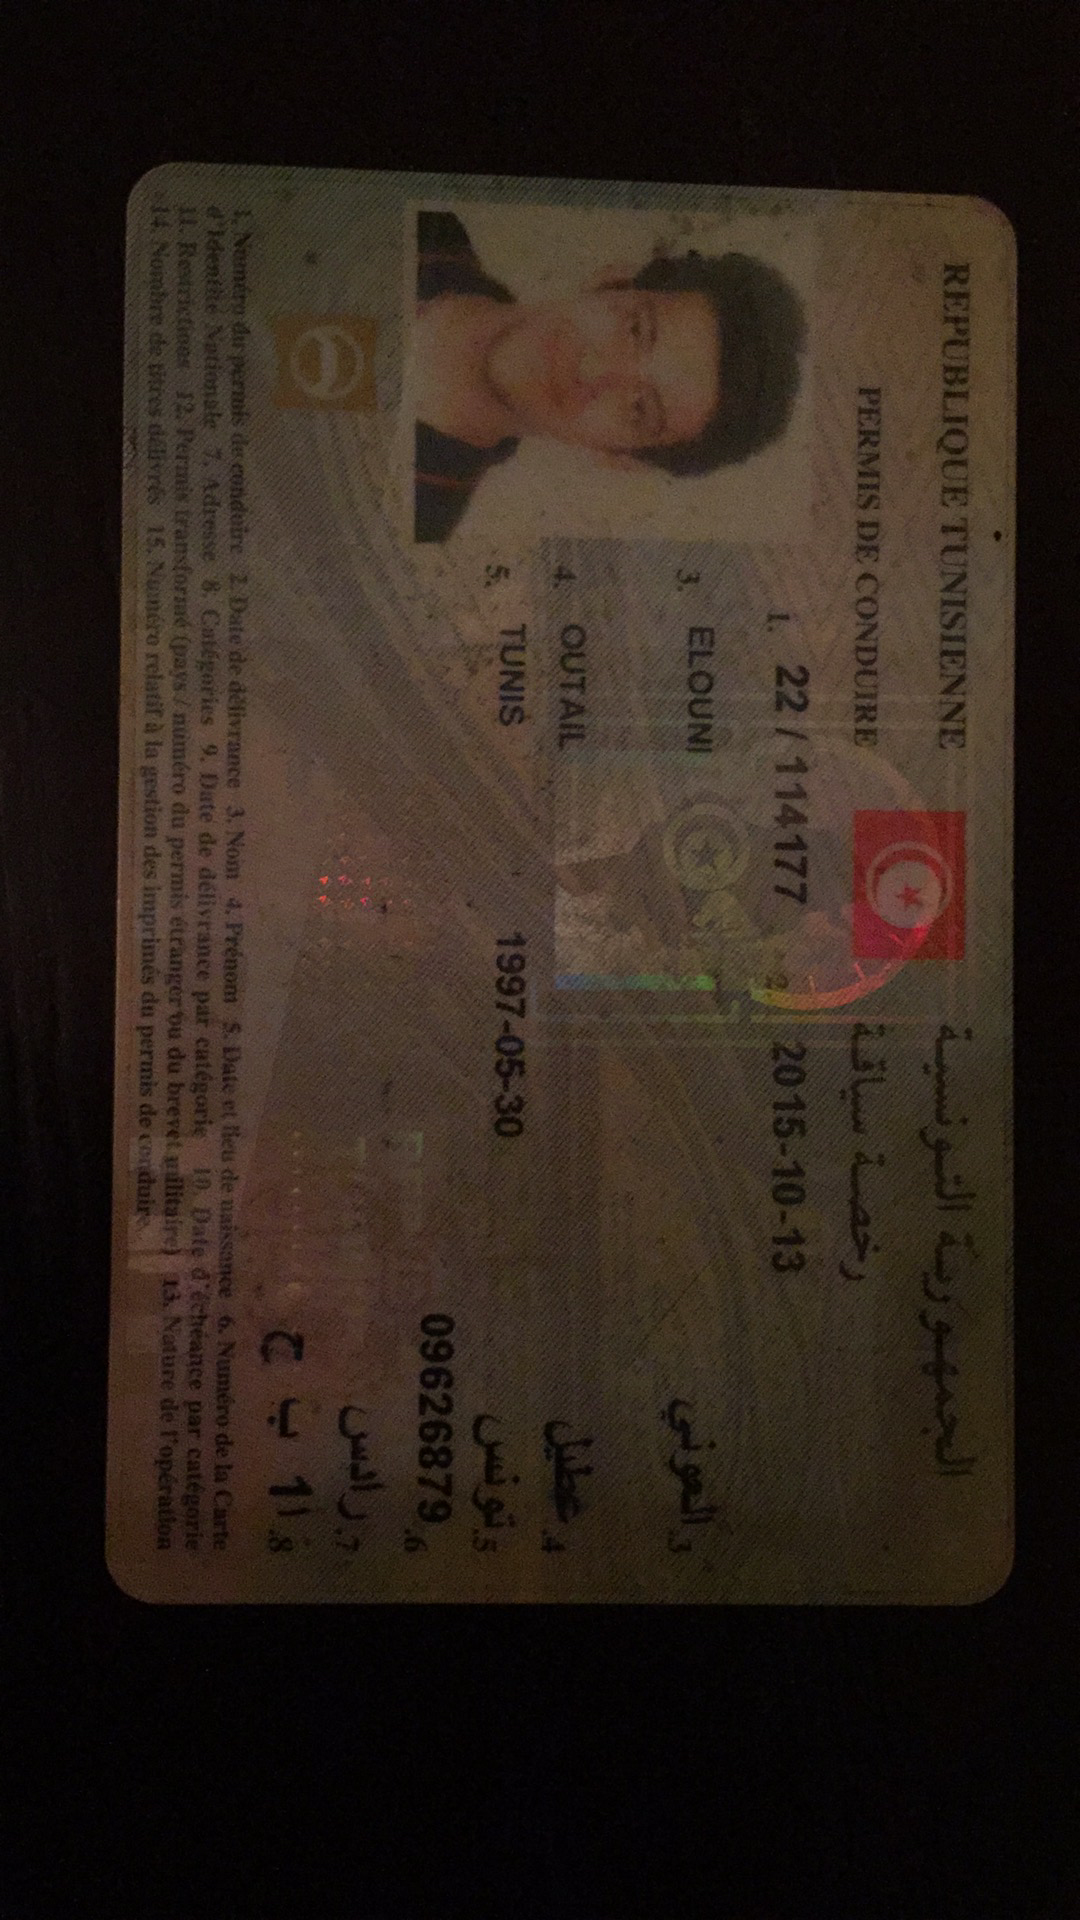 REPUBLIQUE TUNISIENNE الجمهورية التونسية
PERMIS DE CONDUIRE رخصة سياقة
1. 22 / 114177 2. 2015-10-13
3. ELOUNI العوني .3
4. OUTAIL عطيل .4
5. TUNIS 1997-05-30 تونس .5
09626879 .6
رادس .7
1ا ب ج .8
1. Numéro du permis de conduire 2. Date de délivrance 3. Nom 4. Prénom 5. Date et lieu de naissance 6. Numéro de la Carte
d'Identité Nationale 7. Adresse 8. Catégories 9. Date de délivrance par catégorie 10. Date d'échéance par catégorie
11. Restrictions 12. Permis transformé (pays / numéro du permis étranger ou du brevet militaire) 13. Nature de l'opération
14. Nombre de titres délivrés 15. Numéro relatif à la gestion des imprimés du permis de conduire.